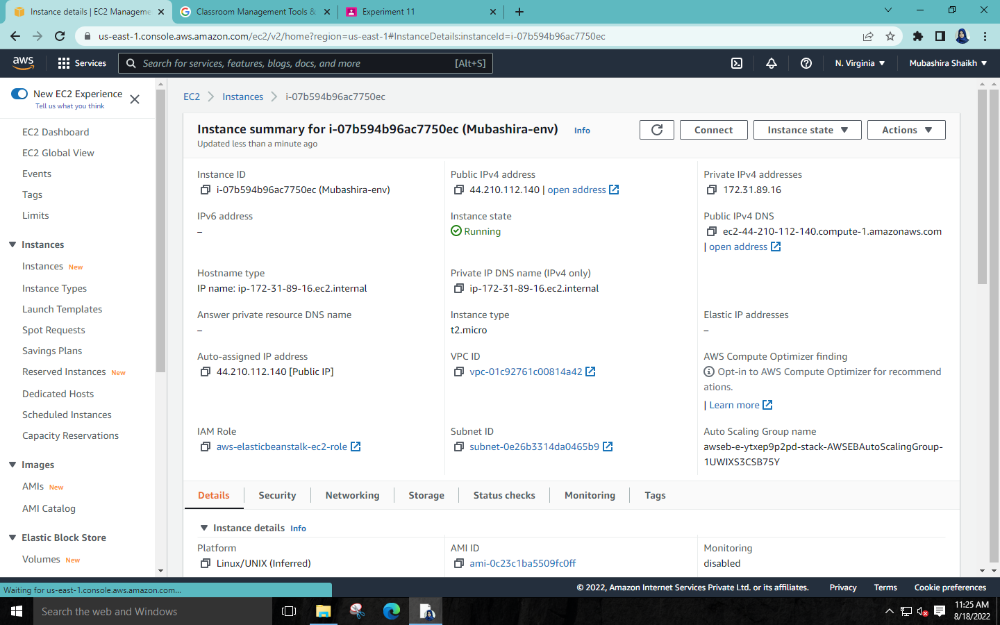 Instance details | EC2 Manageme
Classroom Management Tools &
Experiment 11
us-east-1.console.aws.amazon.com/ec2/v2/home?region=us-east-1#InstanceDetails:instanceId=i-07b594b96ac7750ec
aws
Services
Search for services, features, blogs, docs, and more
[Alt+S]
N. Virginia
Mubashira Shaikh
New EC2 Experience
Tell us what you think
EC2 Dashboard
EC2 Global View
Events
Tags
Limits
Instances
Instances New
Instance Types
Launch Templates
Spot Requests
Savings Plans
Reserved Instances New
Dedicated Hosts
Scheduled Instances
Capacity Reservations
Images
AMIs New
AMI Catalog
Elastic Block Store
Volumes New
EC2
Instances
i-07b594b96ac7750ec
Instance summary for i-07b594b96ac7750ec (Mubashira-env) Info
Updated less than a minute ago
Connect
Instance state
Actions
Instance ID
i-07b594b96ac7750ec (Mubashira-env)
Public IPv4 address
44.210.112.140 | open address
Private IPv4 addresses
172.31.89.16
IPv6 address
–
Instance state
Running
Public IPv4 DNS
ec2-44-210-112-140.compute-1.amazonaws.com
| open address
Hostname type
IP name: ip-172-31-89-16.ec2.internal
Private IP DNS name (IPv4 only)
ip-172-31-89-16.ec2.internal
Answer private resource DNS name
–
Instance type
t2.micro
Elastic IP addresses
–
Auto-assigned IP address
44.210.112.140 [Public IP]
VPC ID
vpc-01c92761c00814a42
AWS Compute Optimizer finding
Opt-in to AWS Compute Optimizer for recommend
ations.
| Learn more
IAM Role
aws-elasticbeanstalk-ec2-role
Subnet ID
subnet-0e26b3314da0465b9
Auto Scaling Group name
awseb-e-ytxep9p2pd-stack-AWSEBAutoScalingGroup-
1UWIXS3CSB75Y
Details
Security
Networking
Storage
Status checks
Monitoring
Tags
Instance details Info
Platform
Linux/UNIX (Inferred)
AMI ID
ami-0c23c1ba5509fc0ff
Monitoring
disabled
Waiting for us-east-1.console.aws.amazon.com...
© 2022, Amazon Internet Services Private Ltd. or its affiliates.
Privacy
Terms
Cookie preferences
Search the web and Windows
11:25 AM
8/18/2022